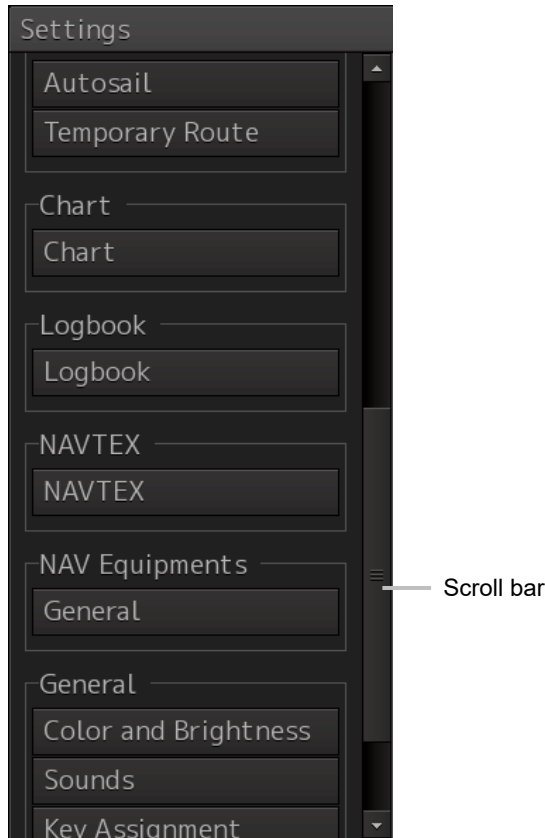 Settings
Autosail
Temporary Route
Chart
Chart
Logbook
Logbook
NAVTEX
NAVTEX
NAV Equipments
General
Scroll bar
General
Color and Brightness
Sounds
Key Assignment